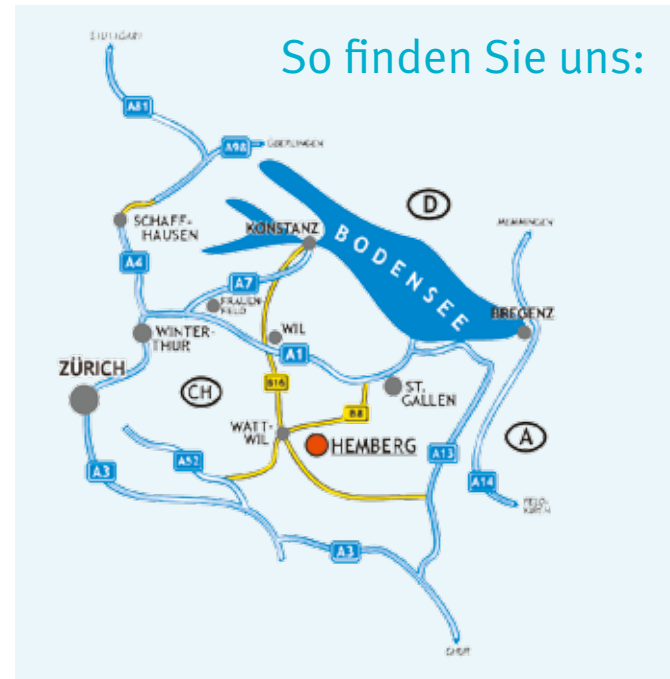 So finden Sie uns:
STUTTGART
A81
A98
ÜBERLINGEN
D
MEMMINGEN
SCHAFF-
HAUSEN
KONSTANZ
BODENSEE
A4
A7
FRAUEN-
FELD
BREGENZ
WINTER-
THUR
WIL
A1
ZÜRICH
CH
B16
B8
ST.
GALLEN
WATT-
WIL
HEMBERG
A
A52
A13
A3
A14
FELD-
KIRCH
A3
CHUR